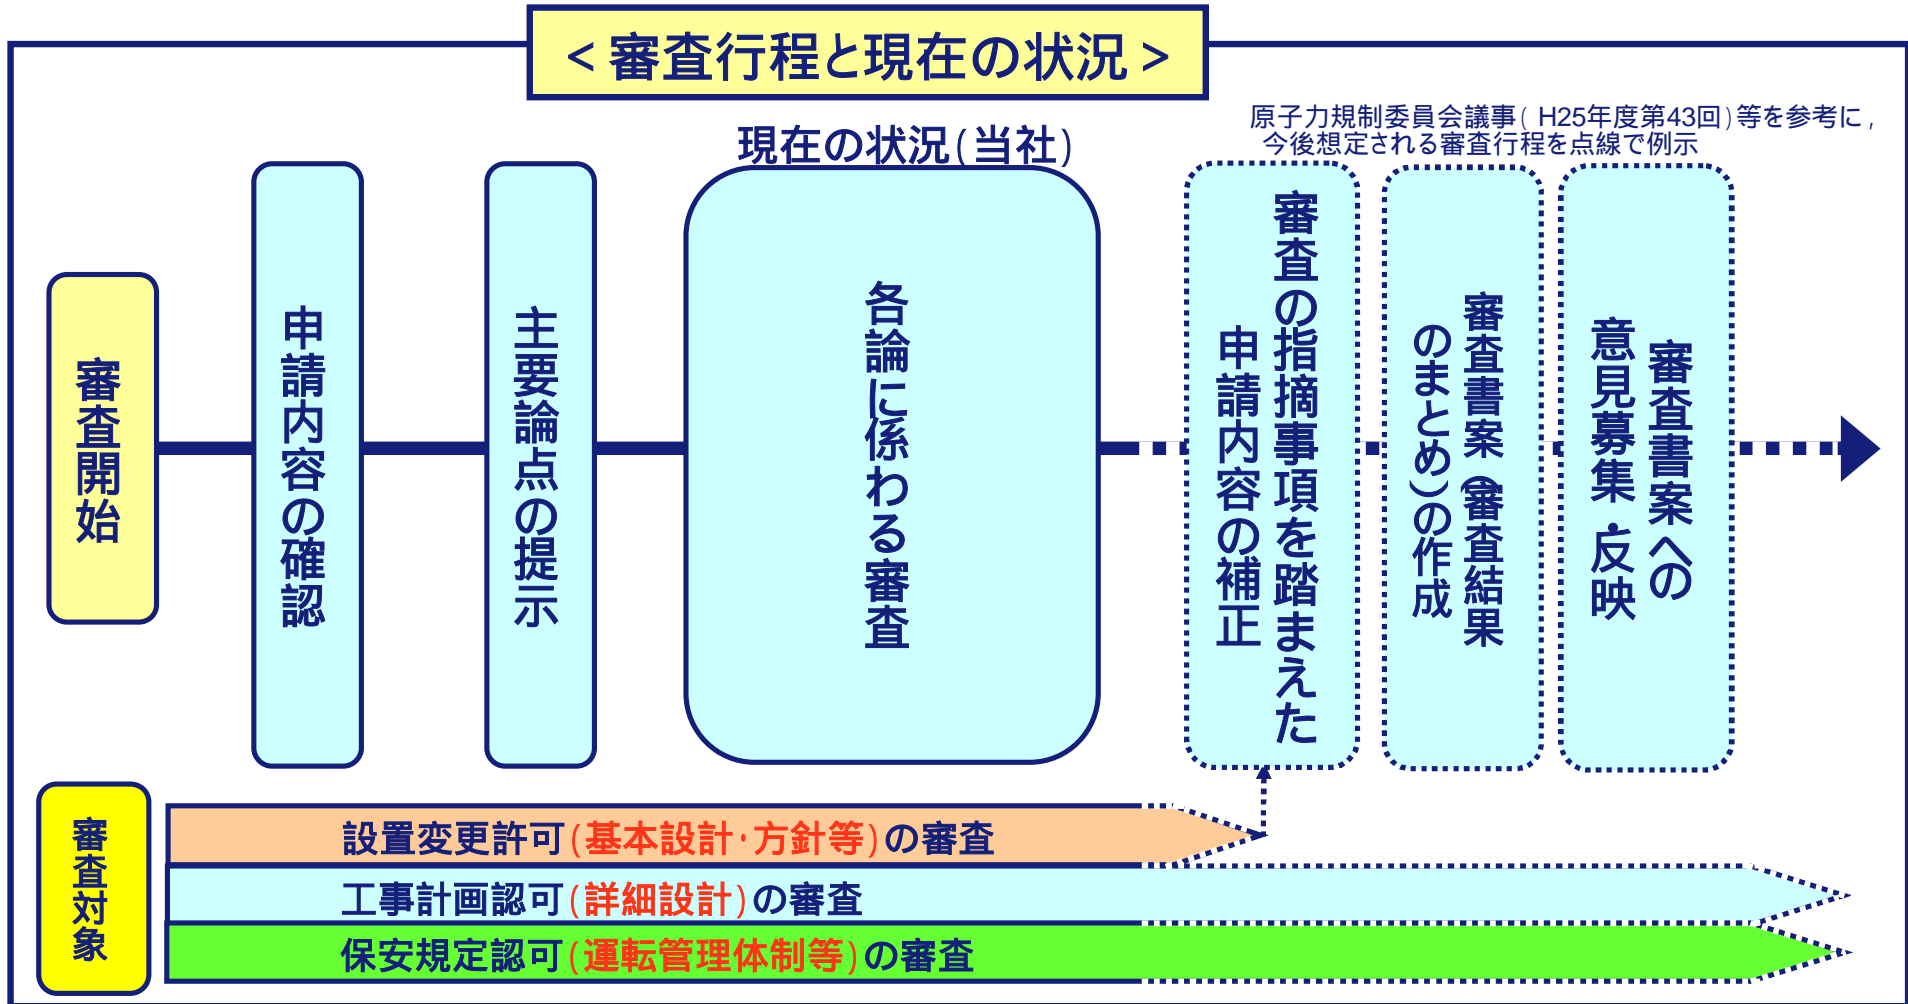 <審査行程と現在の状況>
原子力規制委員会議事(H25年度第43回)等を参考に,
今後想定される審査行程を点線で例示
現在の状況(当社)
審査開始
申請内容の確認
主要論点の提示
各論に係わる審査
審査の指摘事項を踏まえた
申請内容の補正
審査書案(審査結果
のまとめ)の作成
審査書案への
意見募集・反映
審査対象
設置変更許可(基本設計・方針等)の審査
工事計画認可(詳細設計)の審査
保安規定認可(運転管理体制等)の審査